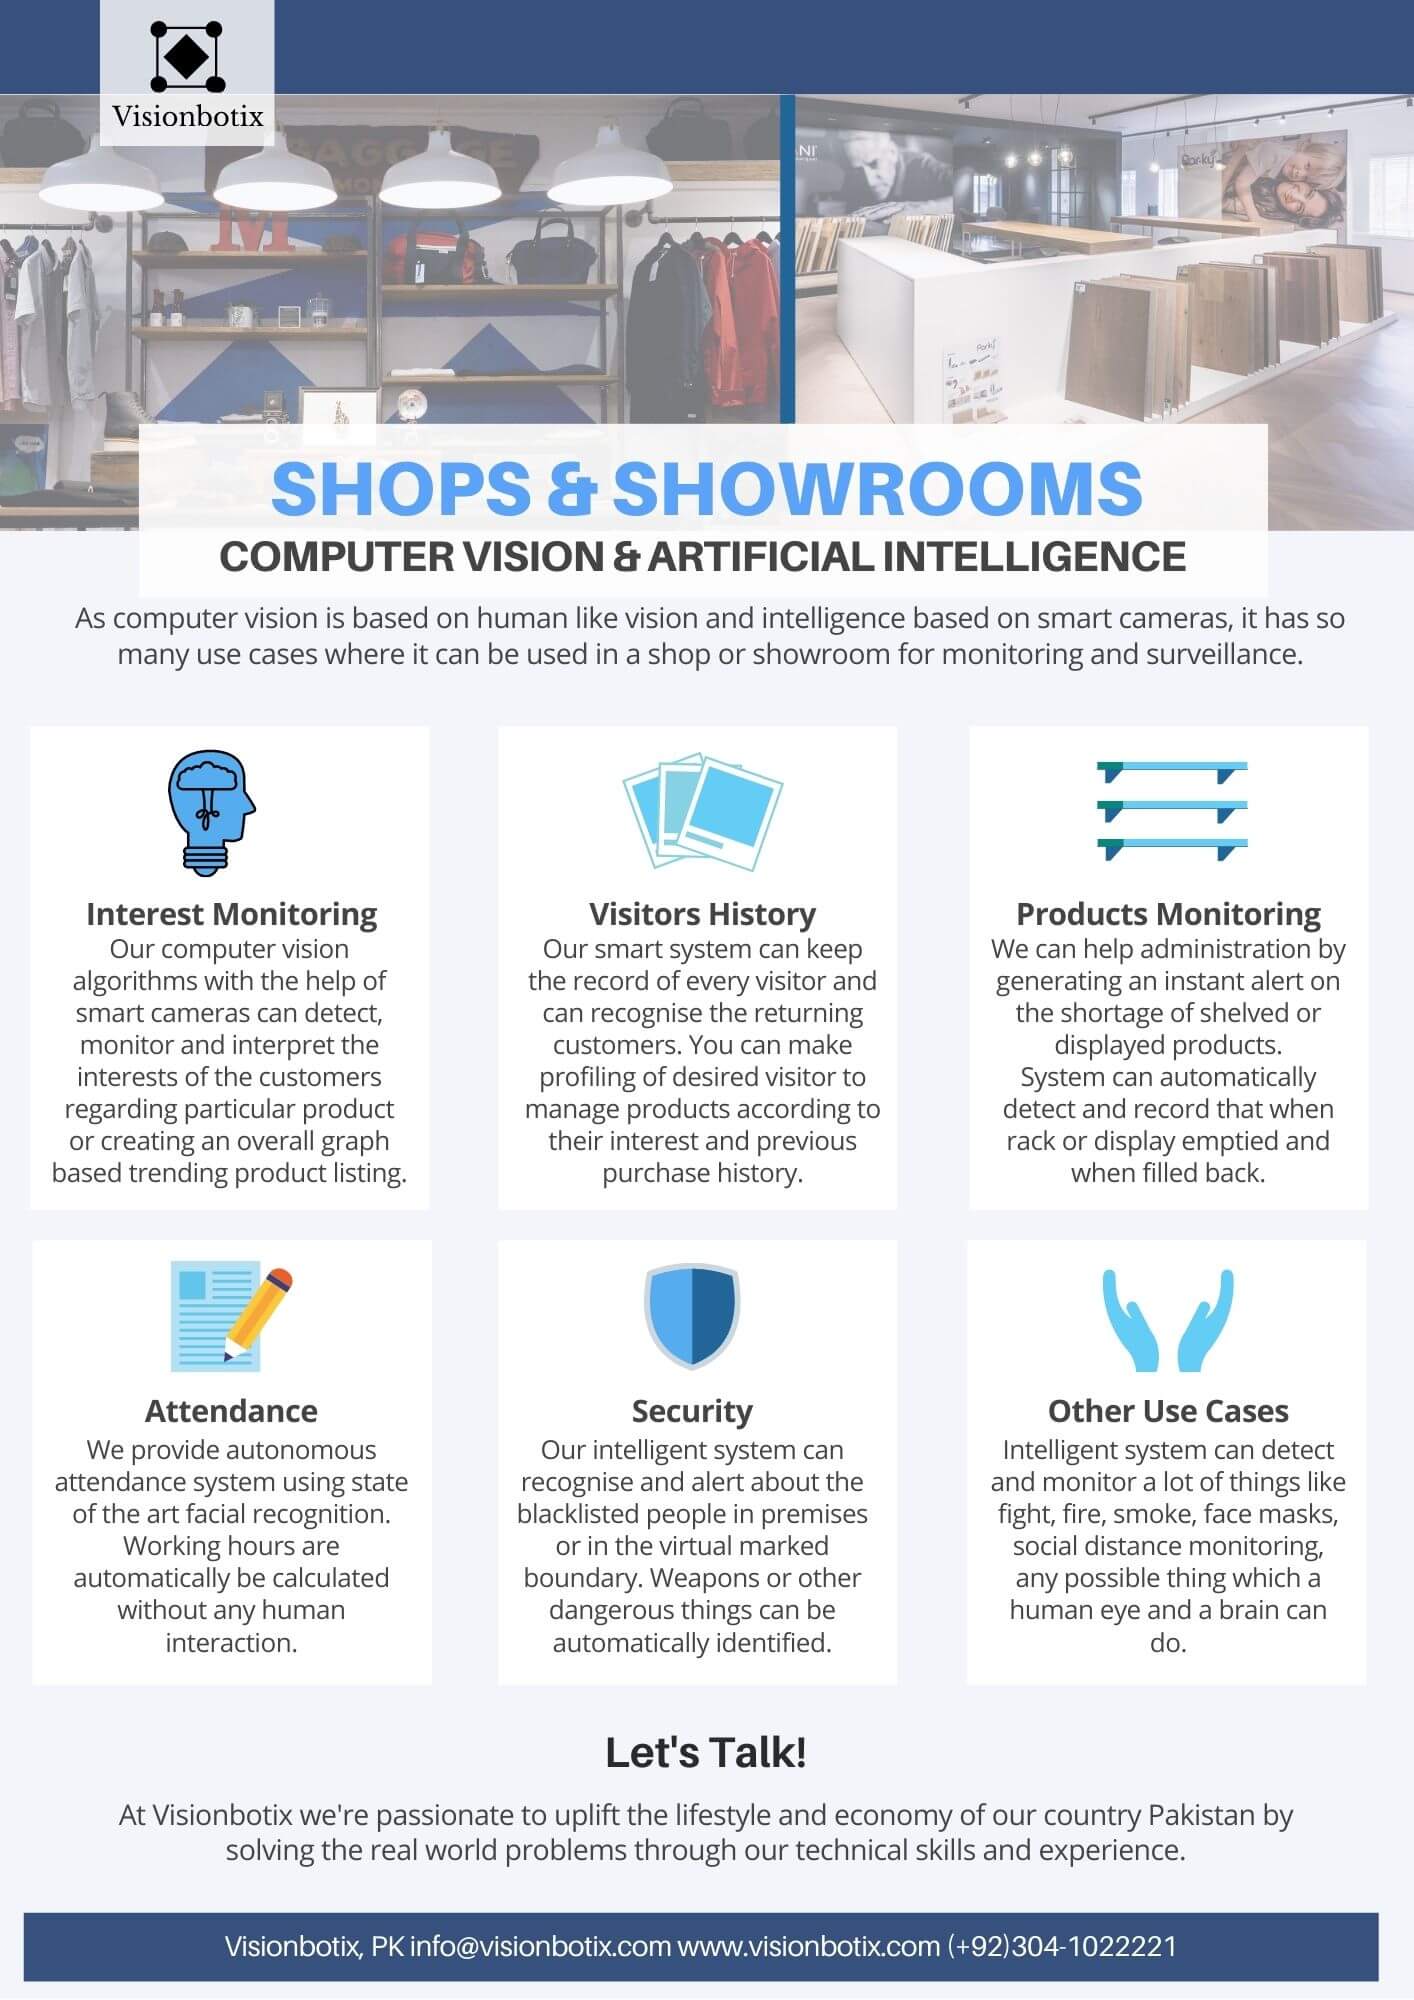 Visionbotix
BAGGAGE
M
NI
Parky
Parky
SHOPS & SHOWROOMS
COMPUTER VISION & ARTIFICIAL INTELLIGENCE
As computer vision is based on human like vision and intelligence based on smart cameras, it has so
many use cases where it can be used in a shop or showroom for monitoring and surveillance.
Interest Monitoring
Our computer vision
algorithms with the help of
smart cameras can detect,
monitor and interpret the
interests of the customers
regarding particular product
or creating an overall graph
based trending product listing.
Visitors History
Our smart system can keep
the record of every visitor and
can recognise the returning
customers. You can make
profiling of desired visitor to
manage products according to
their interest and previous
purchase history.
Products Monitoring
We can help administration by
generating an instant alert on
the shortage of shelved or
displayed products.
System can automatically
detect and record that when
rack or display emptied and
when filled back.
Attendance
We provide autonomous
attendance system using state
of the art facial recognition.
Working hours are
automatically be calculated
without any human
interaction.
Security
Our intelligent system can
recognise and alert about the
blacklisted people in premises
or in the virtual marked
boundary. Weapons or other
dangerous things can be
automatically identified.
Other Use Cases
Intelligent system can detect
and monitor a lot of things like
fight, fire, smoke, face masks,
social distance monitoring,
any possible thing which a
human eye and a brain can
do.
Let's Talk!
At Visionbotix we're passionate to uplift the lifestyle and economy of our country Pakistan by
solving the real world problems through our technical skills and experience.
Visionbotix, PK info@visionbotix.com www.visionbotix.com (+92)304-1022221